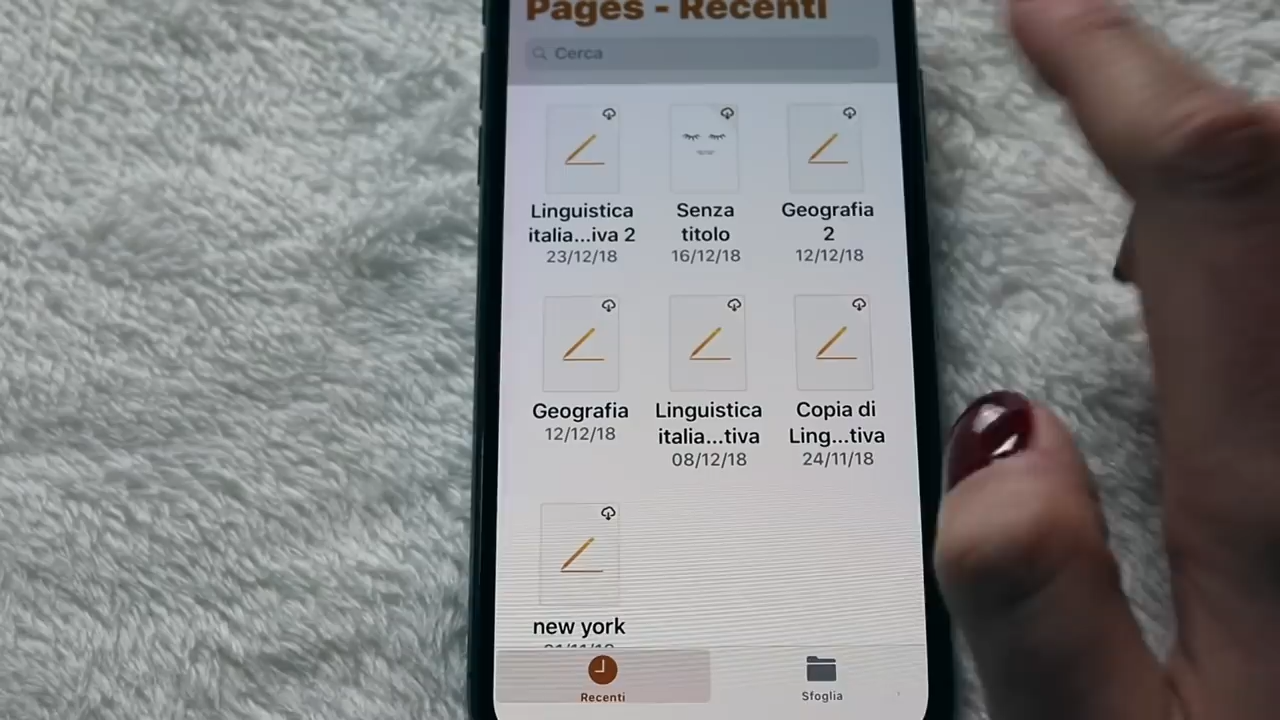 Pages - Recenti
Cerca
Linguistica
italia...iva 2
23/12/18
Senza
titolo
16/12/18
Geografia
2
12/12/18
Geografia
12/12/18
Linguistica
italia...tiva
08/12/18
Copia di
Ling...tiva
24/11/18
new york
Recenti
Sfoglia